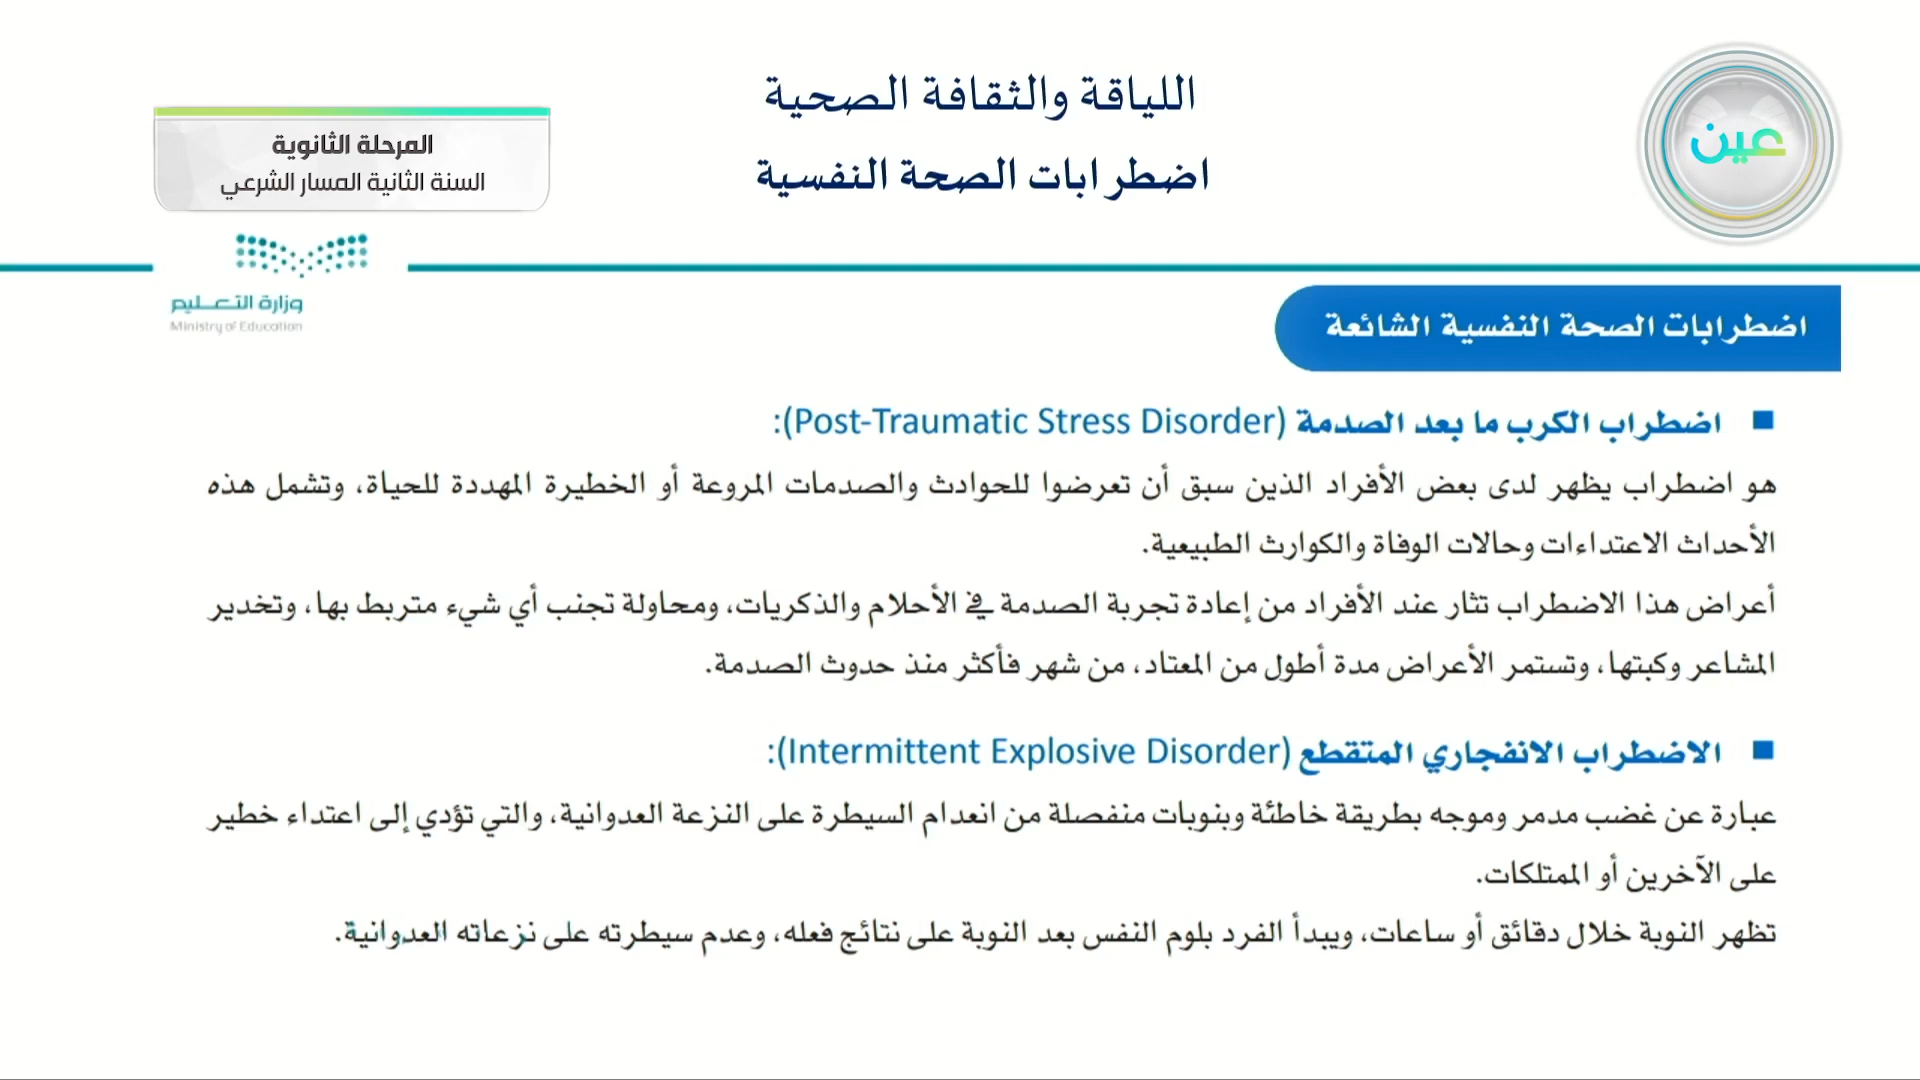 اللياقة والثقافة الصحية
اضطرابات الصحة النفسية
عين
المرحلة الثانوية
السنة الثانية المسار الشرعي
وزارة التعليم
Ministry of Education
اضطرابات الصحة النفسية الشائعة
■ اضطراب الكرب ما بعد الصدمة (Post-Traumatic Stress Disorder):
هو اضطراب يظهر لدى بعض الأفراد الذين سبق أن تعرضوا للحوادث والصدمات المروعة أو الخطيرة المهددة للحياة، وتشمل هذه
الأحداث الاعتداءات وحالات الوفاة والكوارث الطبيعية.
أعراض هذا الاضطراب تثار عند الأفراد من إعادة تجربة الصدمة في الأحلام والذكريات، ومحاولة تجنب أي شيء متربط بها، وتخدير
المشاعر وكبتها، وتستمر الأعراض مدة أطول من المعتاد، من شهر فأكثر منذ حدوث الصدمة.
■ الاضطراب الانفجاري المتقطع (Intermittent Explosive Disorder):
عبارة عن غضب مدمر وموجه بطريقة خاطئة وبنوبات منفصلة من انعدام السيطرة على النزعة العدوانية، والتي تؤدي إلى اعتداء خطير
على الآخرين أو الممتلكات.
تظهر النوبة خلال دقائق أو ساعات، ويبدأ الفرد بلوم النفس بعد النوبة على نتائج فعله، وعدم سيطرته على نزعاته العدوانية.